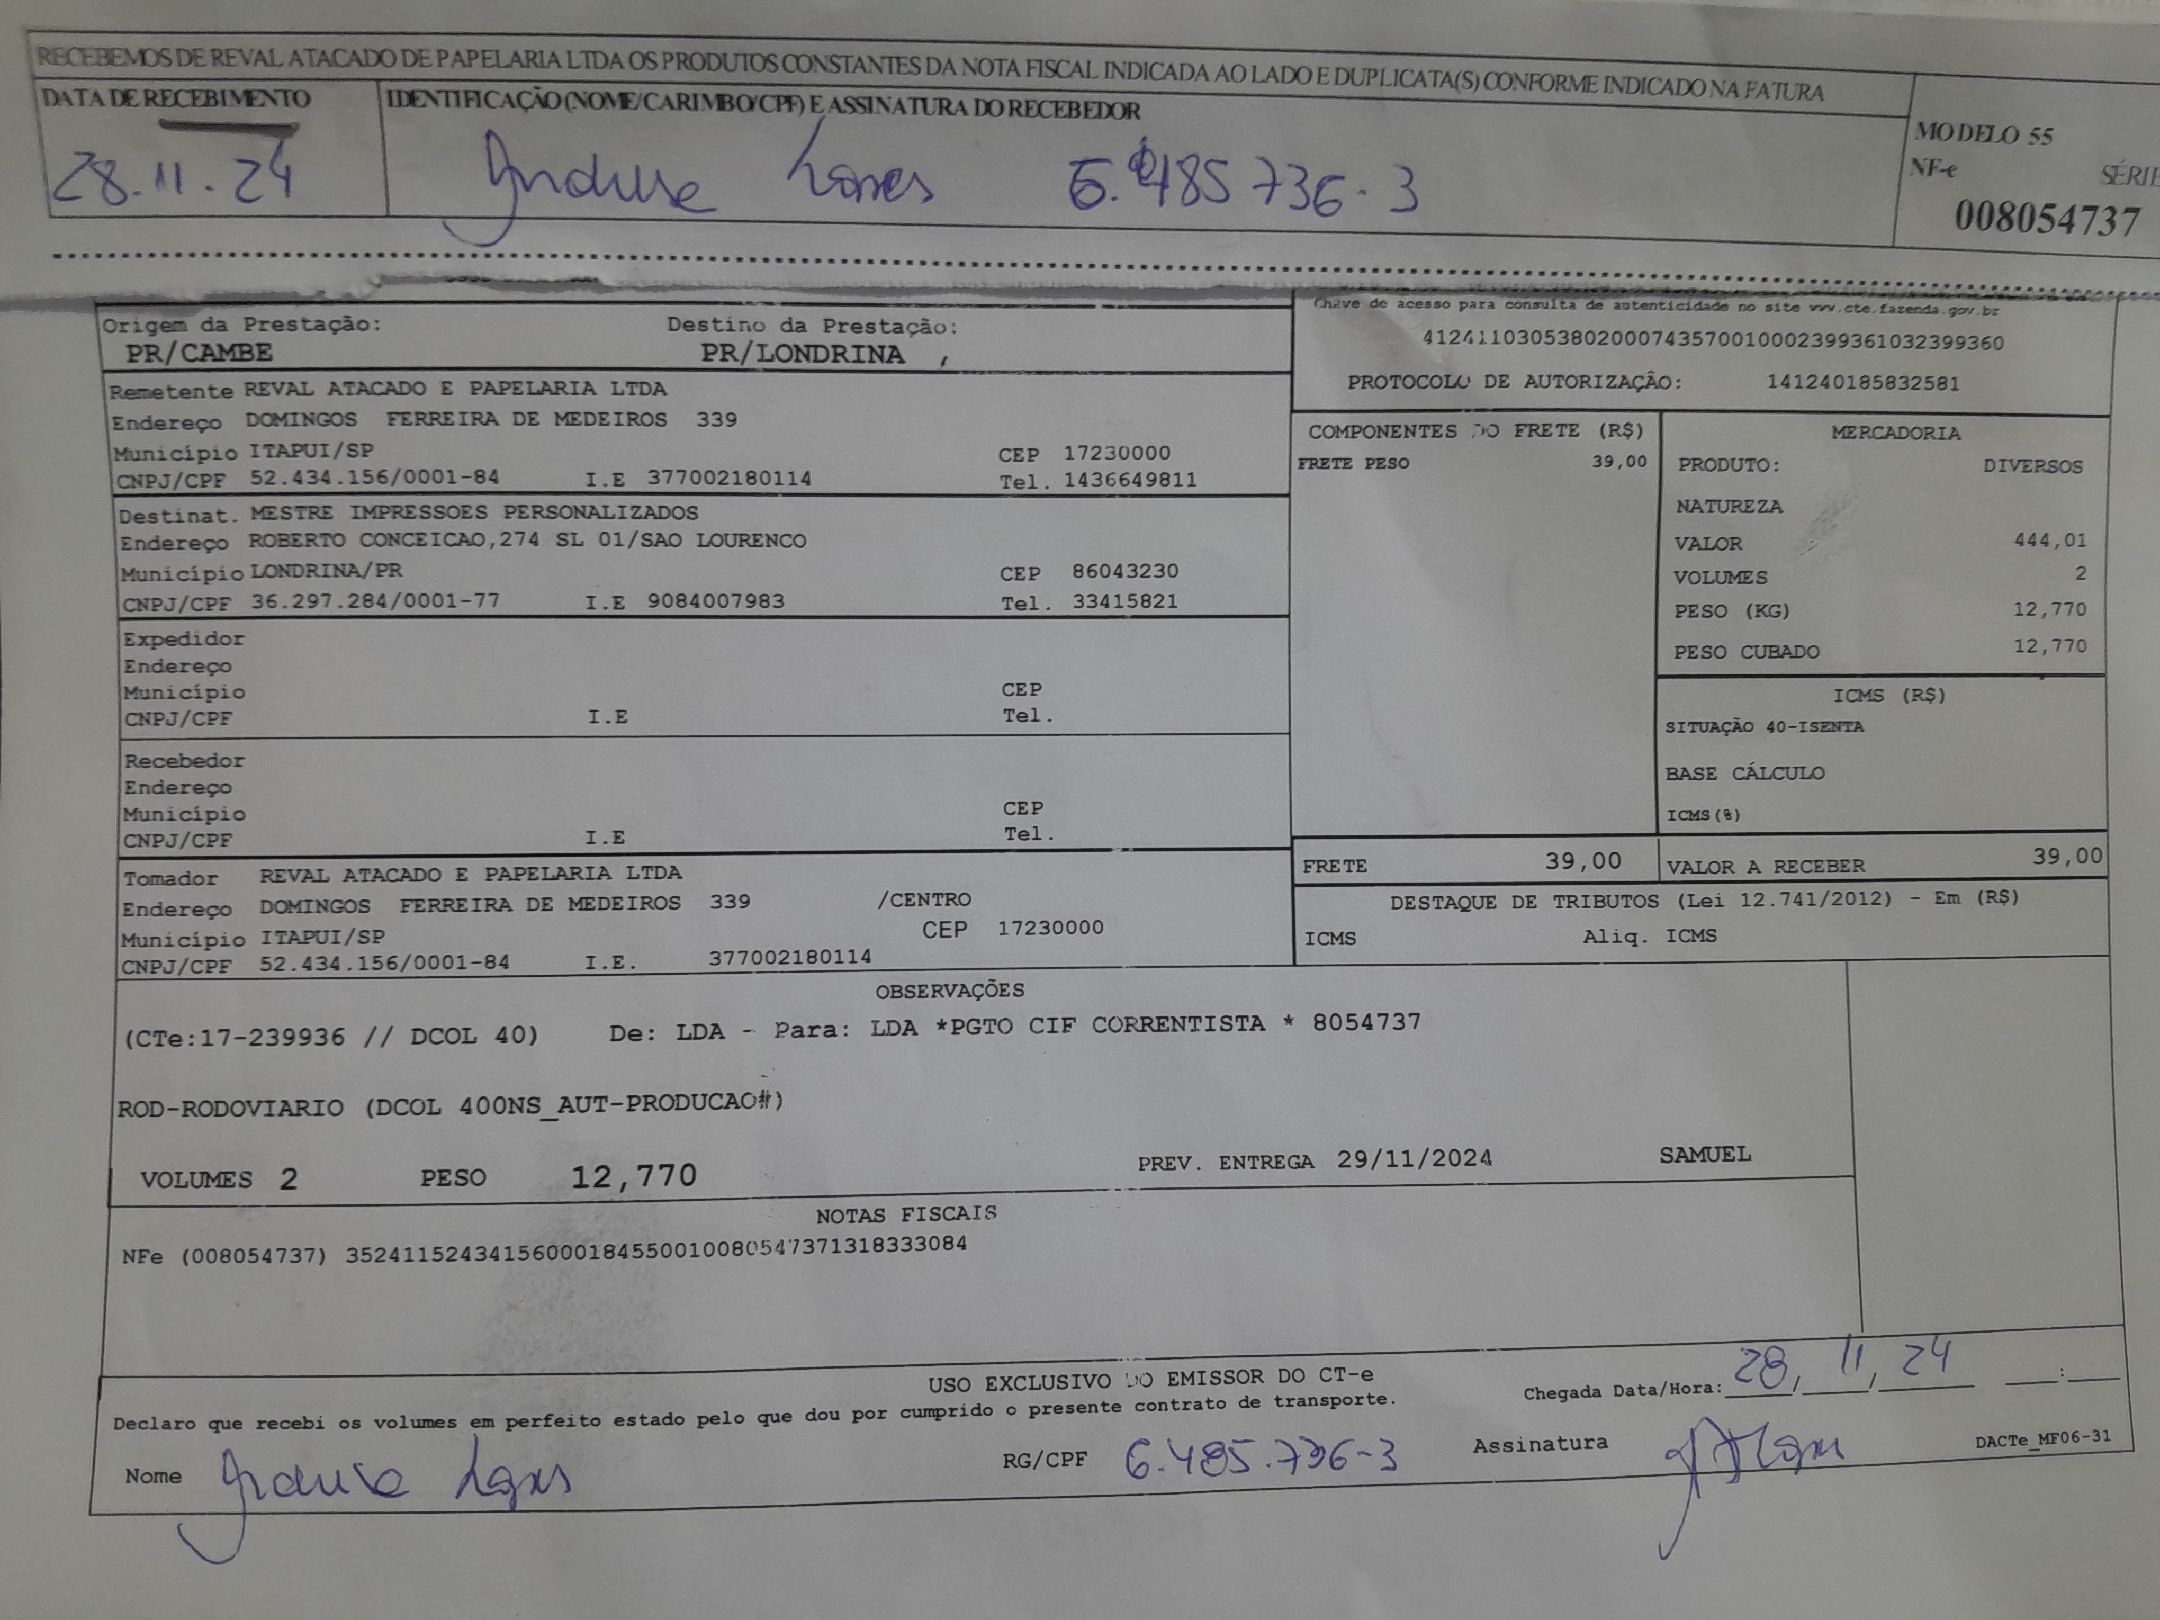 RECEBEMOS DE REVAL ATACADO DE PAPELARIA LTDA OS PRODUTOS CONSTANTES DA NOTA FISCAL INDICADA AO LADO E DUPLICATA(S) CONFORME INDICADO NA FATURA
DATA DE RECEBIMENTO IDENTIFICAÇÃO (NOME/CARIMBO/CPF) E ASSINATURA DO RECEBEDOR
MODELO 55
NF-e SÉRIE
28.11.24 6.485 736-3
008054737
Chave de acesso para consulta de autenticidade no site www.cte.fazenda.gov.br
Origem da Prestação: Destino da Prestação:
PR/CAMBE PR/LONDRINA ,
41241103053802000743570010002399361032399360
PROTOCOLO DE AUTORIZAÇÃO: 141240185832581
Remetente REVAL ATACADO E PAPELARIA LTDA
Endereço DOMINGOS FERREIRA DE MEDEIROS 339
Município ITAPUI/SP CEP 17230000
CNPJ/CPF 52.434.156/0001-84 I.E 377002180114 Tel. 1436649811
COMPONENTES DO FRETE (R$)
FRETE PESO 39,00
MERCADORIA
PRODUTO: DIVERSOS
NATUREZA
VALOR 444,01
VOLUMES 2
PESO (KG) 12,770
PESO CUBADO 12,770
Destinat. MESTRE IMPRESSOES PERSONALIZADOS
Endereço ROBERTO CONCEICAO,274 SL 01/SAO LOURENCO
Município LONDRINA/PR CEP 86043230
CNPJ/CPF 36.297.284/0001-77 I.E 9084007983 Tel. 33415821
Expedidor
Endereço
Município CEP
CNPJ/CPF I.E Tel.
ICMS (R$)
SITUAÇÃO 40-ISENTA
BASE CÁLCULO
ICMS(%)
Recebedor
Endereço
Município CEP
CNPJ/CPF I.E Tel.
FRETE 39,00 VALOR A RECEBER 39,00
Tomador REVAL ATACADO E PAPELARIA LTDA
Endereço DOMINGOS FERREIRA DE MEDEIROS 339 /CENTRO
Município ITAPUI/SP CEP 17230000
CNPJ/CPF 52.434.156/0001-84 I.E. 377002180114
DESTAQUE DE TRIBUTOS (Lei 12.741/2012) - Em (R$)
ICMS Aliq. ICMS
OBSERVAÇÕES
(CTe:17-239936 // DCOL 40) De: LDA - Para: LDA *PGTO CIF CORRENTISTA * 8054737
ROD-RODOVIARIO (DCOL 400NS_AUT-PRODUCAO#)
VOLUMES 2 PESO 12,770 PREV. ENTREGA 29/11/2024 SAMUEL
NOTAS FISCAIS
NFe (008054737) 35241152434156000184550010080547371318333084
USO EXCLUSIVO DO EMISSOR DO CT-e
Chegada Data/Hora: 28/11/24 __:__
Declaro que recebi os volumes em perfeito estado pelo que dou por cumprido o presente contrato de transporte.
Nome RG/CPF 6.485.736-3 Assinatura DACTe_MF06-31